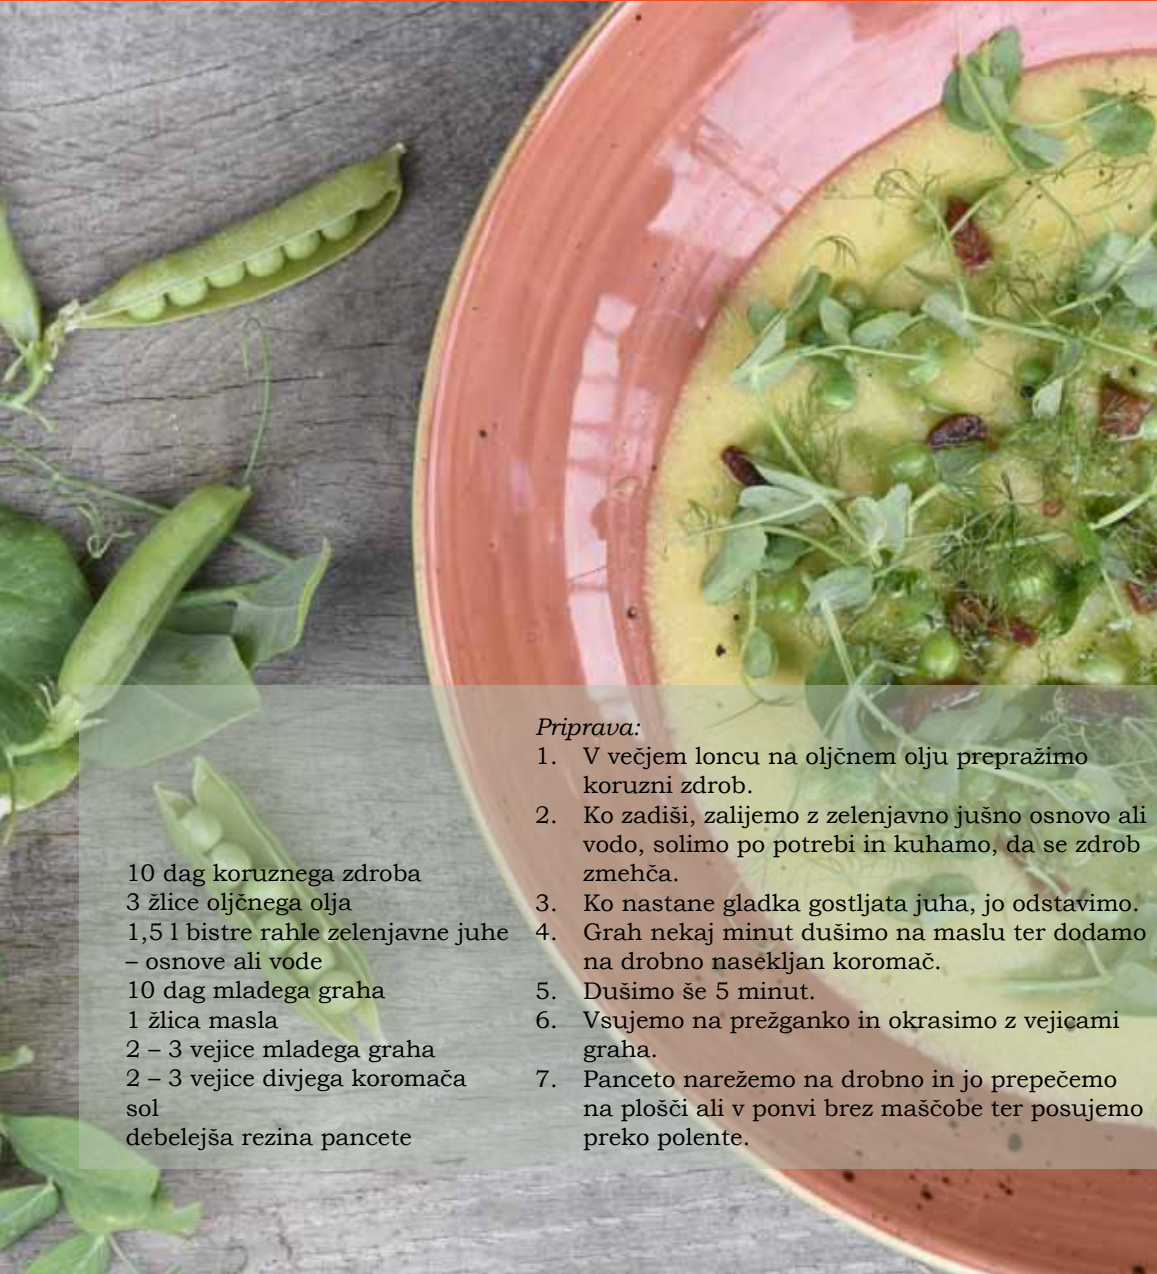 10 dag koruznega zdroba
3 žlice oljčnega olja
1,5 l bistre rahle zelenjavne juhe
– osnove ali vode
10 dag mladega graha
1 žlica masla
2 – 3 vejice mladega graha
2 – 3 vejice divjega koromača
sol
debelejša rezina pancete
Priprava:
1. V večjem loncu na oljčnem olju prepražimo
koruzni zdrob.
2. Ko zadiši, zalijemo z zelenjavno jušno osnovo ali
vodo, solimo po potrebi in kuhamo, da se zdrob
zmehča.
3. Ko nastane gladka gostljata juha, jo odstavimo.
4. Grah nekaj minut dušimo na maslu ter dodamo
na drobno nasekljan koromač.
5. Dušimo še 5 minut.
6. Vsujemo na prežganko in okrasimo z vejicami
graha.
7. Panceto narežemo na drobno in jo prepečemo
na plošči ali v ponvi brez maščobe ter posujemo
preko polente.